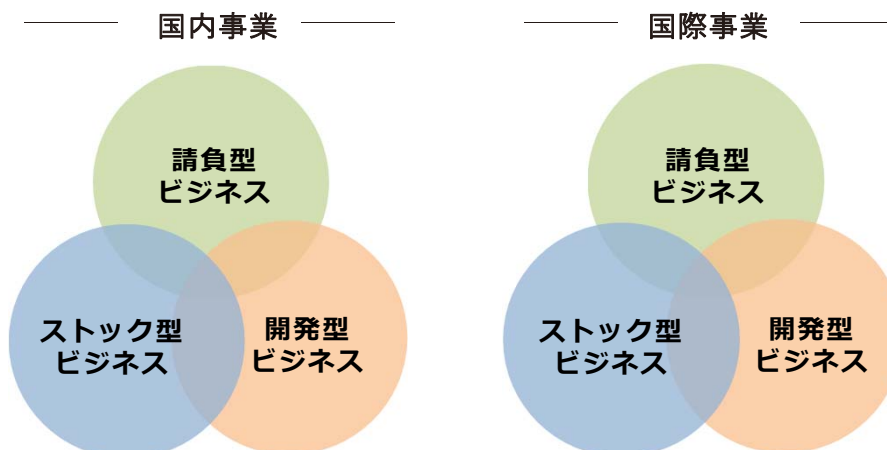 国内事業
請負型
ビジネス
ストック型
ビジネス
開発型
ビジネス
国際事業
請負型
ビジネス
ストック型
ビジネス
開発型
ビジネス